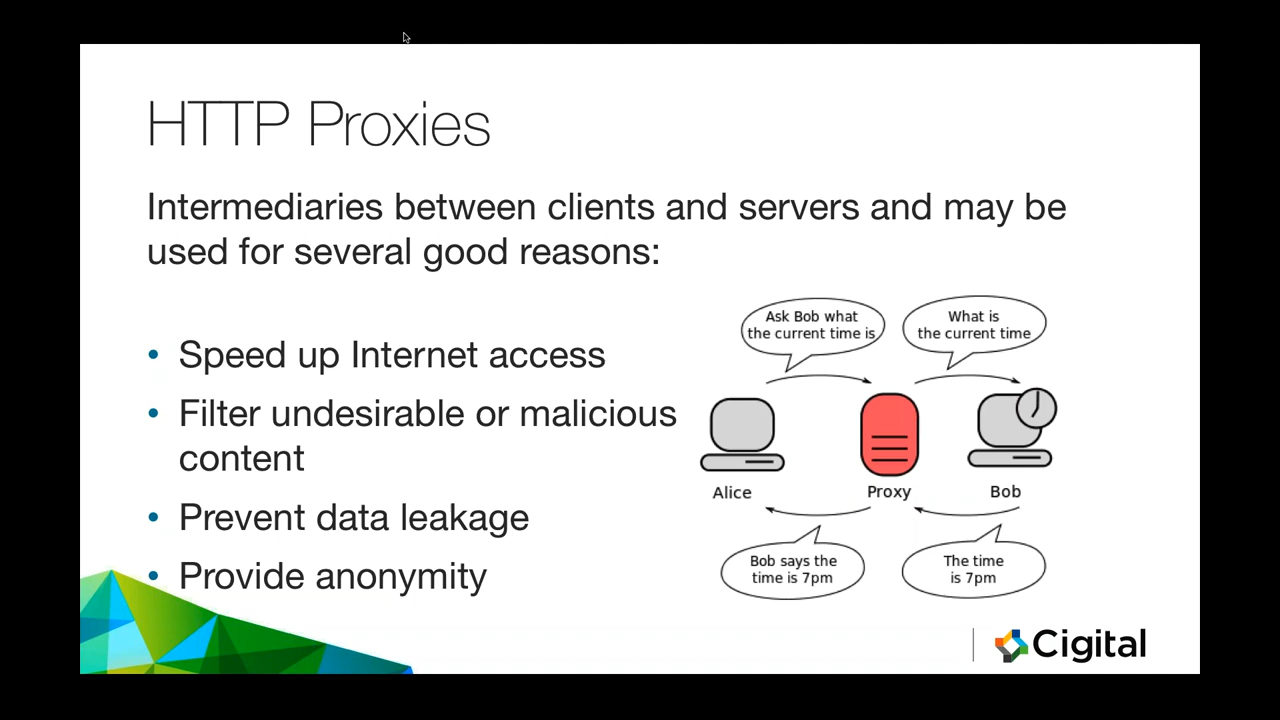 HTTP Proxies
Intermediaries between clients and servers and may be
used for several good reasons:
• Speed up Internet access
• Filter undesirable or malicious
content
• Prevent data leakage
• Provide anonymity
Ask Bob what
the current time is
What is
the current time
Alice
Proxy
Bob
Bob says the
time is 7pm
The time
is 7pm
Cigital